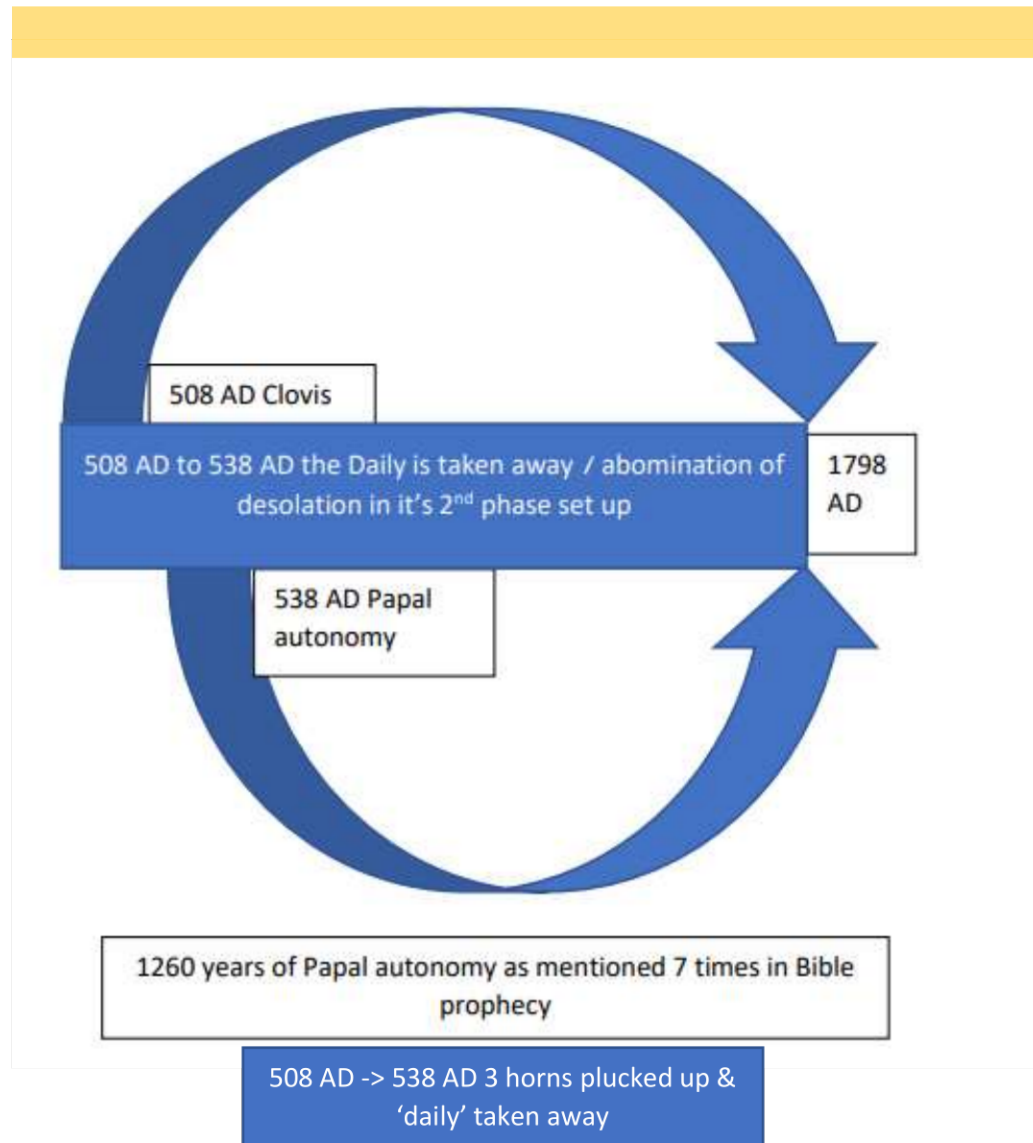 508 AD Clovis
508 AD to 538 AD the Daily is taken away / abomination of
desolation in it's 2nd phase set up
1798
AD
538 AD Papal
autonomy
1260 years of Papal autonomy as mentioned 7 times in Bible
prophecy
508 AD -> 538 AD 3 horns plucked up &
‘daily’ taken away